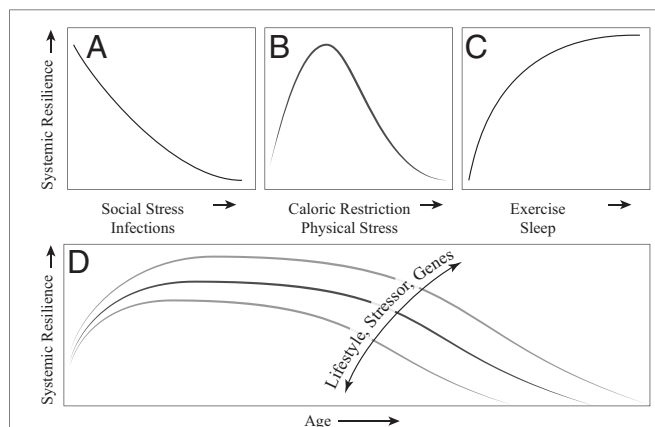 A
B
C
Systemic Resilience
Social Stress
Infections
Caloric Restriction
Physical Stress
Exercise
Sleep
D
Systemic Resilience
Lifestyle, Stressor, Genes
Age